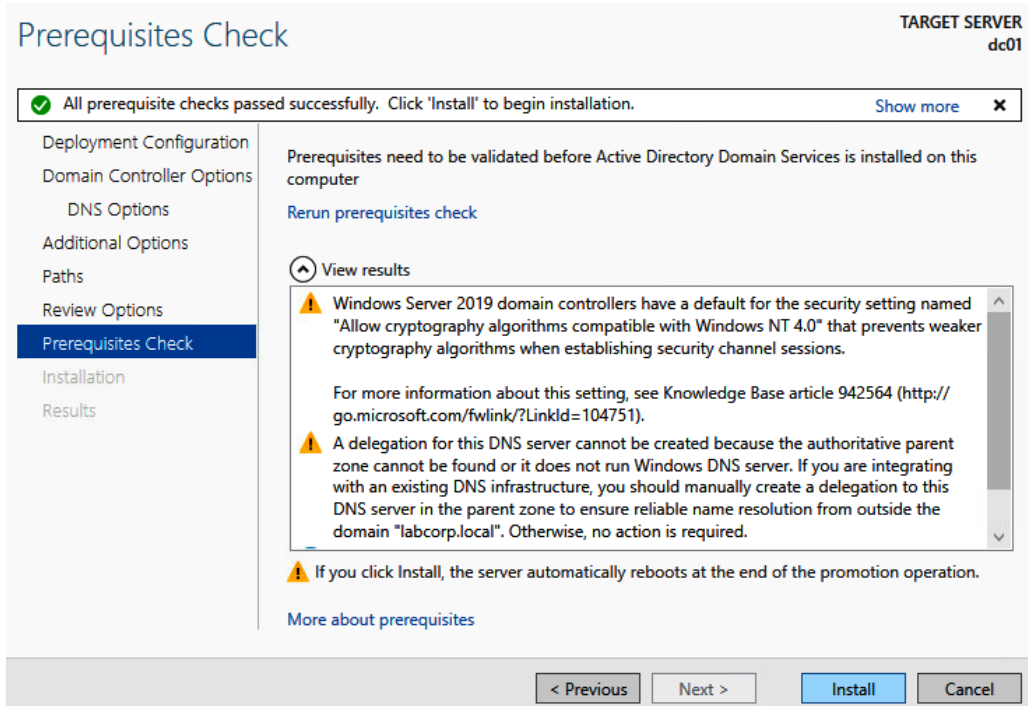 Prerequisites Check
TARGET SERVER
dc01
All prerequisite checks passed successfully. Click 'Install' to begin installation.
Show more
Deployment Configuration
Domain Controller Options
DNS Options
Additional Options
Paths
Review Options
Prerequisites Check
Installation
Results
Prerequisites need to be validated before Active Directory Domain Services is installed on this
computer
Rerun prerequisites check
View results
Windows Server 2019 domain controllers have a default for the security setting named
"Allow cryptography algorithms compatible with Windows NT 4.0" that prevents weaker
cryptography algorithms when establishing security channel sessions.
For more information about this setting, see Knowledge Base article 942564 (http://
go.microsoft.com/fwlink/?LinkId=104751).
A delegation for this DNS server cannot be created because the authoritative parent
zone cannot be found or it does not run Windows DNS server. If you are integrating
with an existing DNS infrastructure, you should manually create a delegation to this
DNS server in the parent zone to ensure reliable name resolution from outside the
domain "labcorp.local". Otherwise, no action is required.
If you click Install, the server automatically reboots at the end of the promotion operation.
More about prerequisites
< Previous
Next >
Install
Cancel